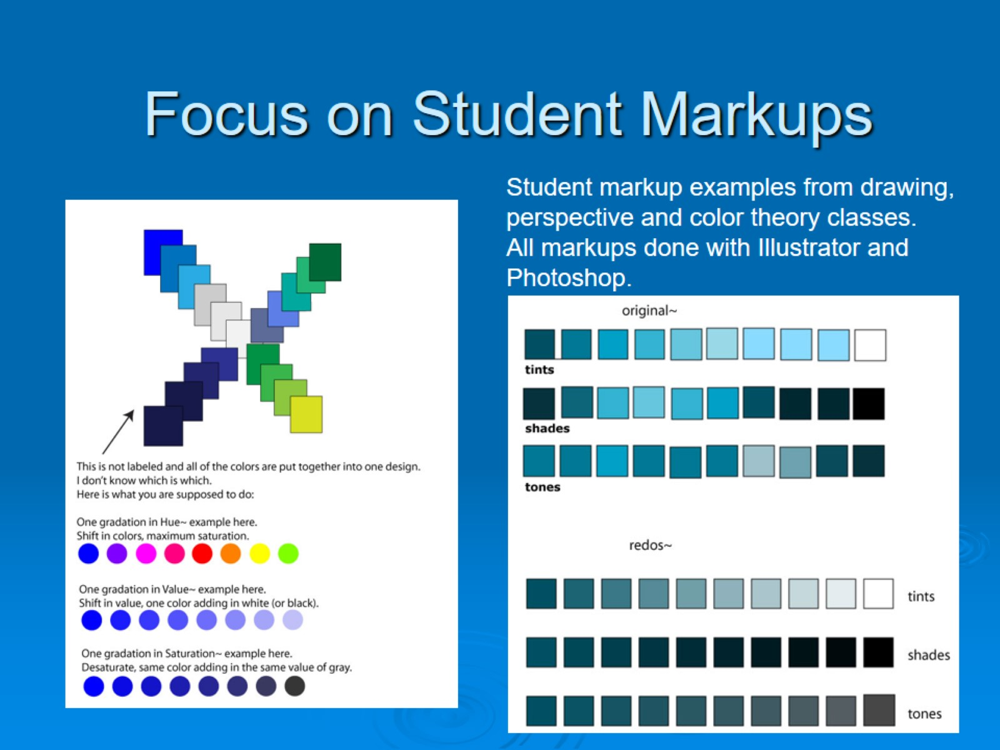 Focus on Student Markups
Student markup examples from drawing,
perspective and color theory classes.
All markups done with Illustrator and
Photoshop.
This is not labeled and all of the colors are put together into one design.
I don't know which is which.
Here is what you are supposed to do:
One gradation in Hue~ example here.
Shift in colors, maximum saturation.
One gradation in Value~ example here.
Shift in value, one color adding in white (or black).
One gradation in Saturation~ example here.
Desaturate, same color adding in the same value of gray.
original~
tints
shades
tones
redos~
tints
shades
tones